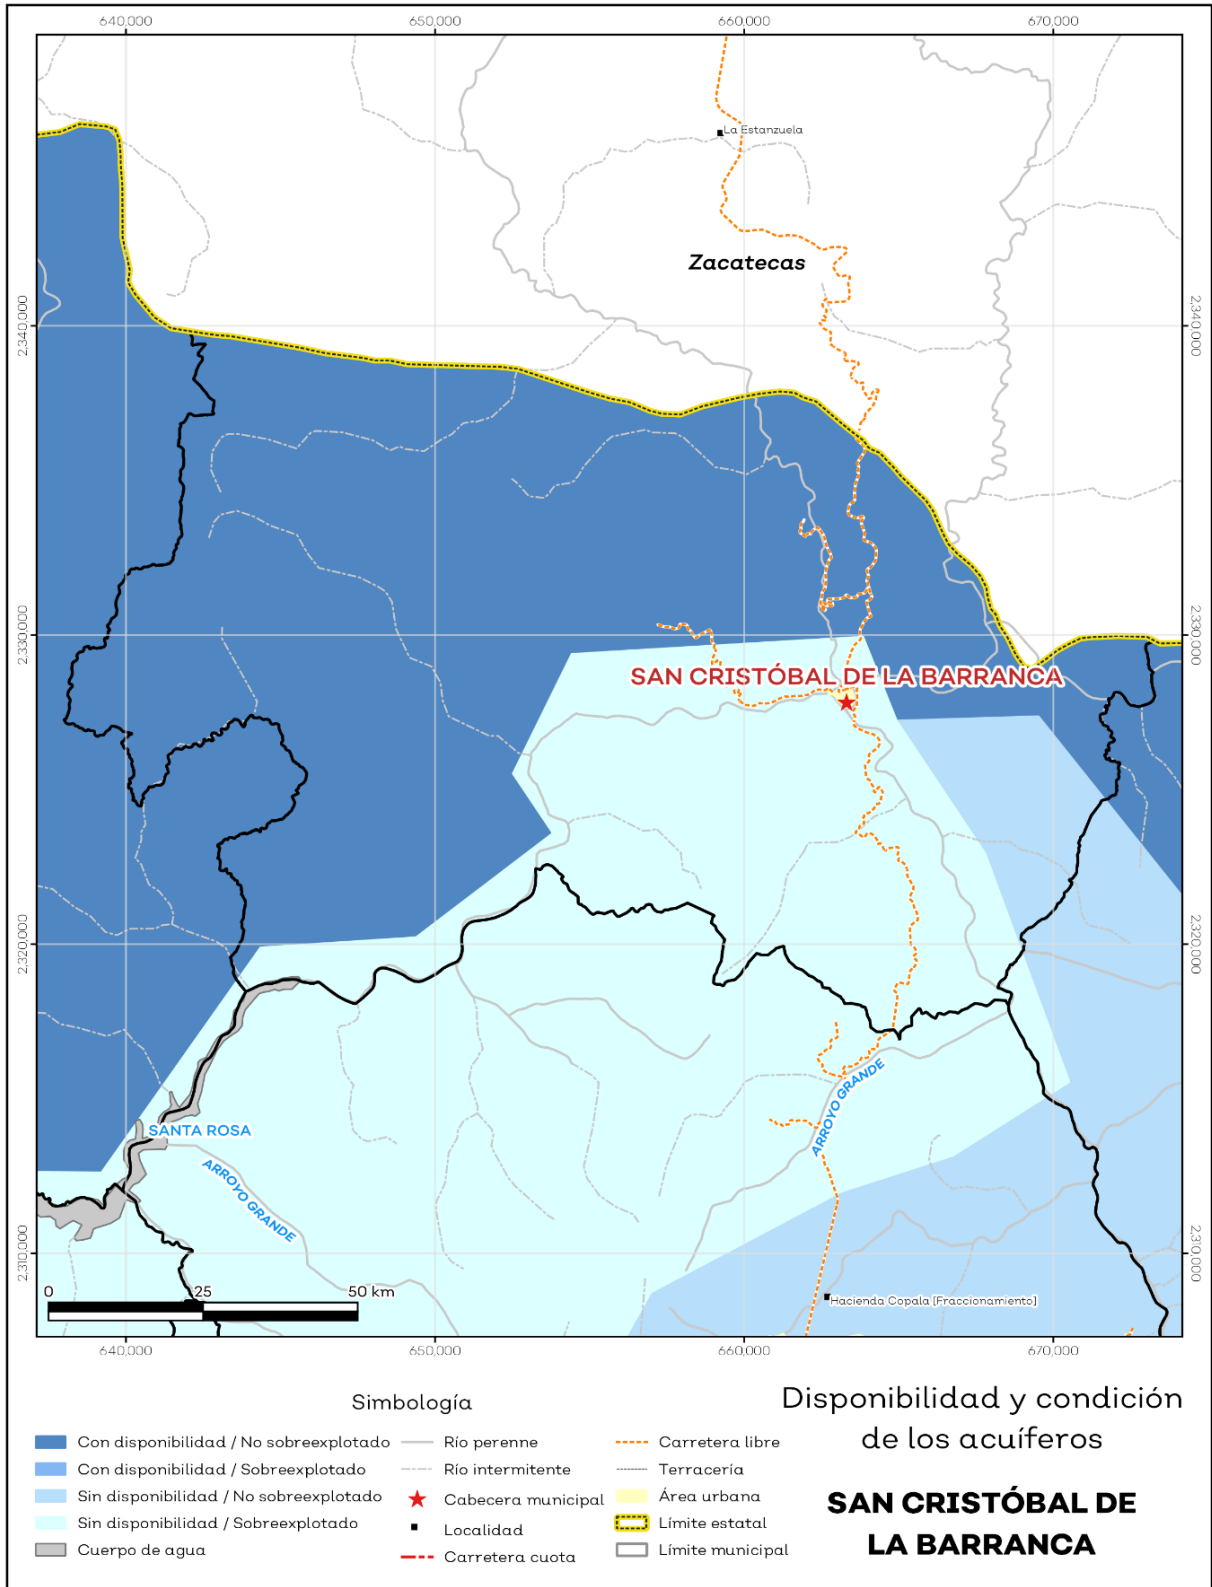 640,000
650,000
660,000
670,000
La Estanzuela
Zacatecas
2,340,000
2,340,000
2,330,000
2,330,000
SAN CRISTÓBAL DE LA BARRANCA
2,320,000
2,320,000
ARROYO GRANDE
SANTA ROSA
ARROYO GRANDE
2,310,000
2,310,000
0 25 50 km
Hacienda Copala [Fraccionamiento]
640,000
650,000
660,000
670,000
Simbología
Con disponibilidad / No sobreexplotado
Con disponibilidad / Sobreexplotado
Sin disponibilidad / No sobreexplotado
Sin disponibilidad / Sobreexplotado
Cuerpo de agua
Río perenne
Río intermitente
Cabecera municipal
Localidad
Carretera cuota
Carretera libre
Terracería
Área urbana
Límite estatal
Límite municipal
Disponibilidad y condición
de los acuíferos
SAN CRISTÓBAL DE
LA BARRANCA